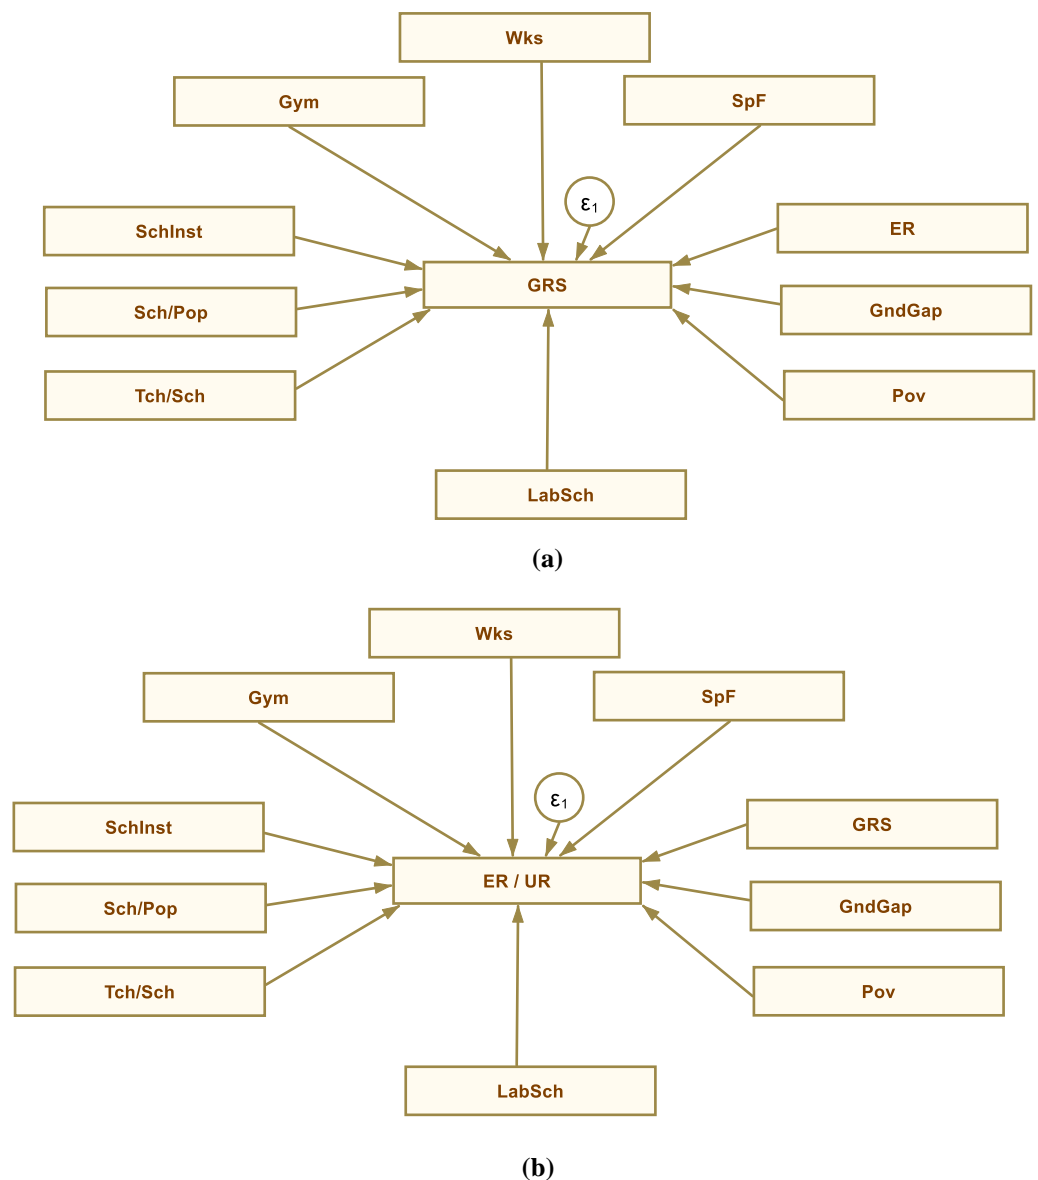 Wks
Gym
SpF
ε1
SchInst
ER
GRS
Sch/Pop
GndGap
Tch/Sch
Pov
LabSch
(a)
Wks
Gym
SpF
ε1
SchInst
GRS
ER / UR
Sch/Pop
GndGap
Tch/Sch
Pov
LabSch
(b)